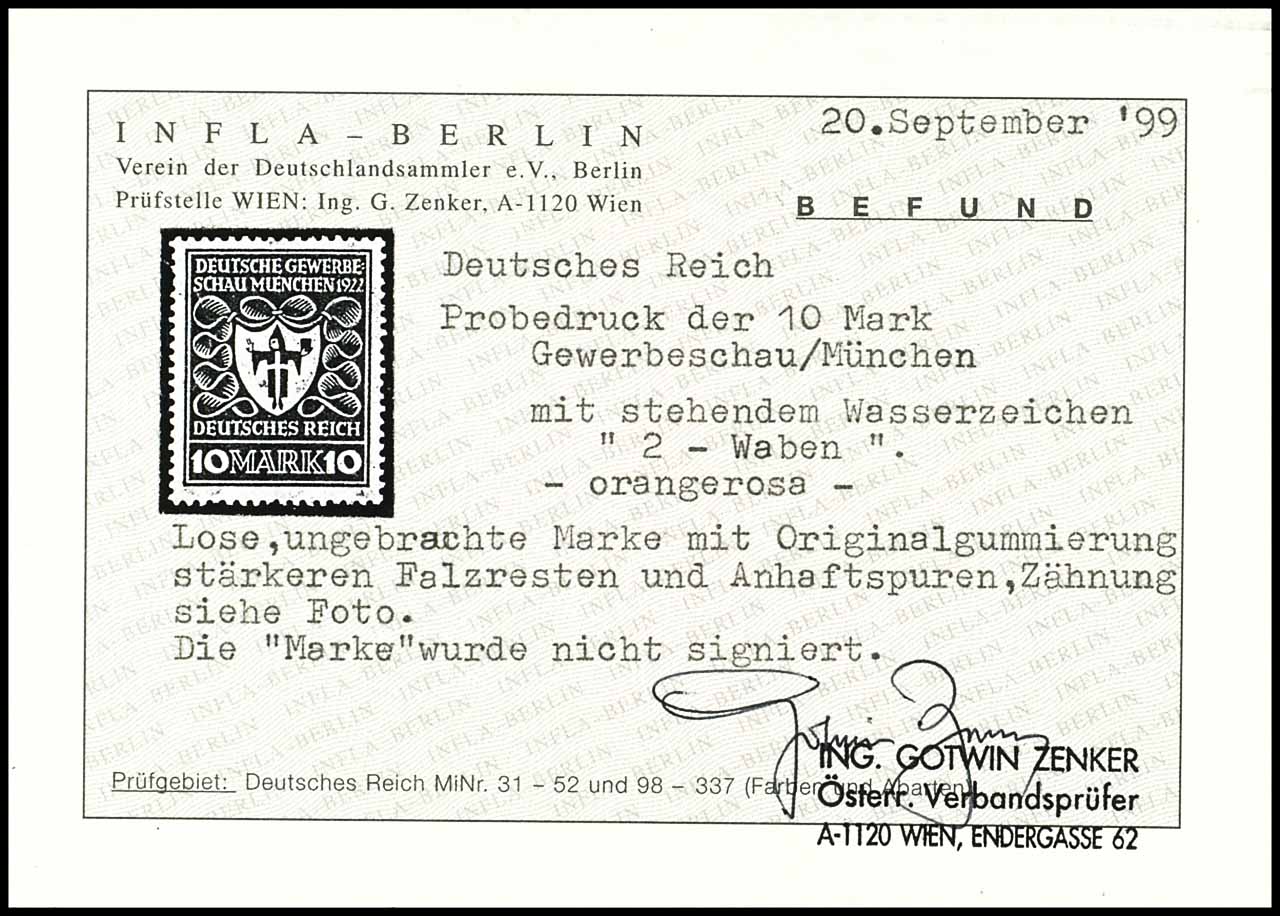 INFLA – BERLIN
20.September '99
Verein der Deutschlandsammler e.V., Berlin
Prüfstelle WIEN: Ing. G. Zenker, A-1120 Wien
BEFUND
DEUTSCHE GEWERBE-
SCHAU MUENCHEN 1922
DEUTSCHES REICH
10 MARK 10
Deutsches Reich
Probedruck der 10 Mark
Gewerbeschau/München
mit stehendem Wasserzeichen
" 2 - Waben ".
- orangerosa -
Lose,ungebrachte Marke mit Originalgummierung
stärkeren Falzresten und Anhaftspuren,Zähnung
siehe Foto.
Die "Marke"wurde nicht signiert.
ING. GOTWIN ZENKER
Prüfgebiet: Deutsches Reich MiNr. 31 – 52 und 98 – 337 (Farben und Abarten)
Österr. Verbandsprüfer
A-1120 WIEN, ENDERGASSE 62